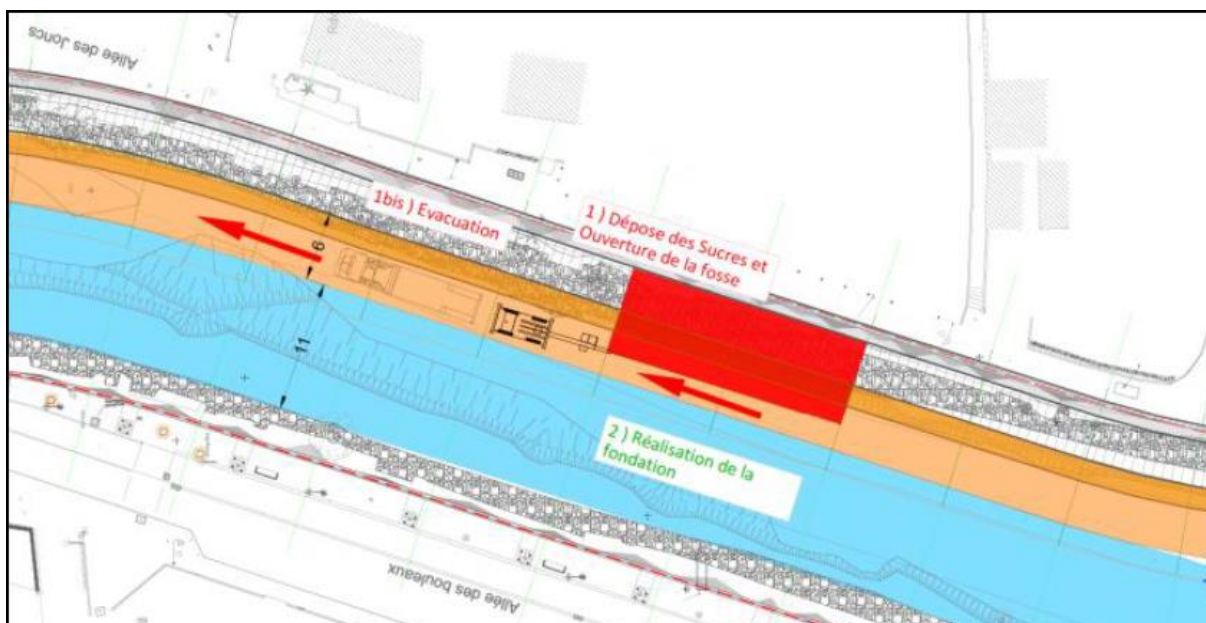 Allée des Joncs
1bis ) Evacuation
1 ) Dépose des Sucres et
Ouverture de la fosse
6
11
2 ) Réalisation de la
fondation
Allée des bouleaux